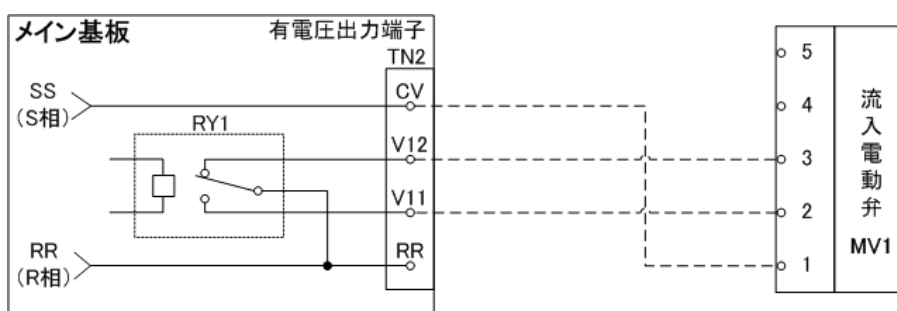 メイン基板
有電圧出力端子
TN2
SS
(S相)
CV
RY1
V12
V11
RR
(R相)
RR
5
4
3
2
1
流入電動弁
MV1